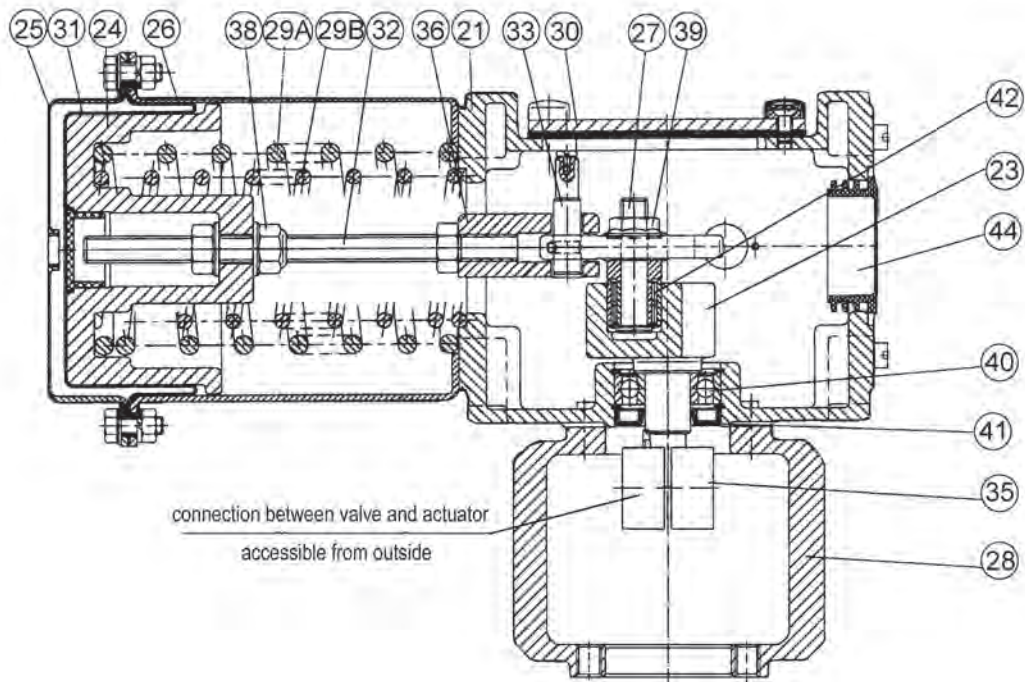 25 31 24 26 38 29A 29B 32 36 21 33 30 27 39
42
23
44
40
41
35
28
connection between valve and actuator
accessible from outside